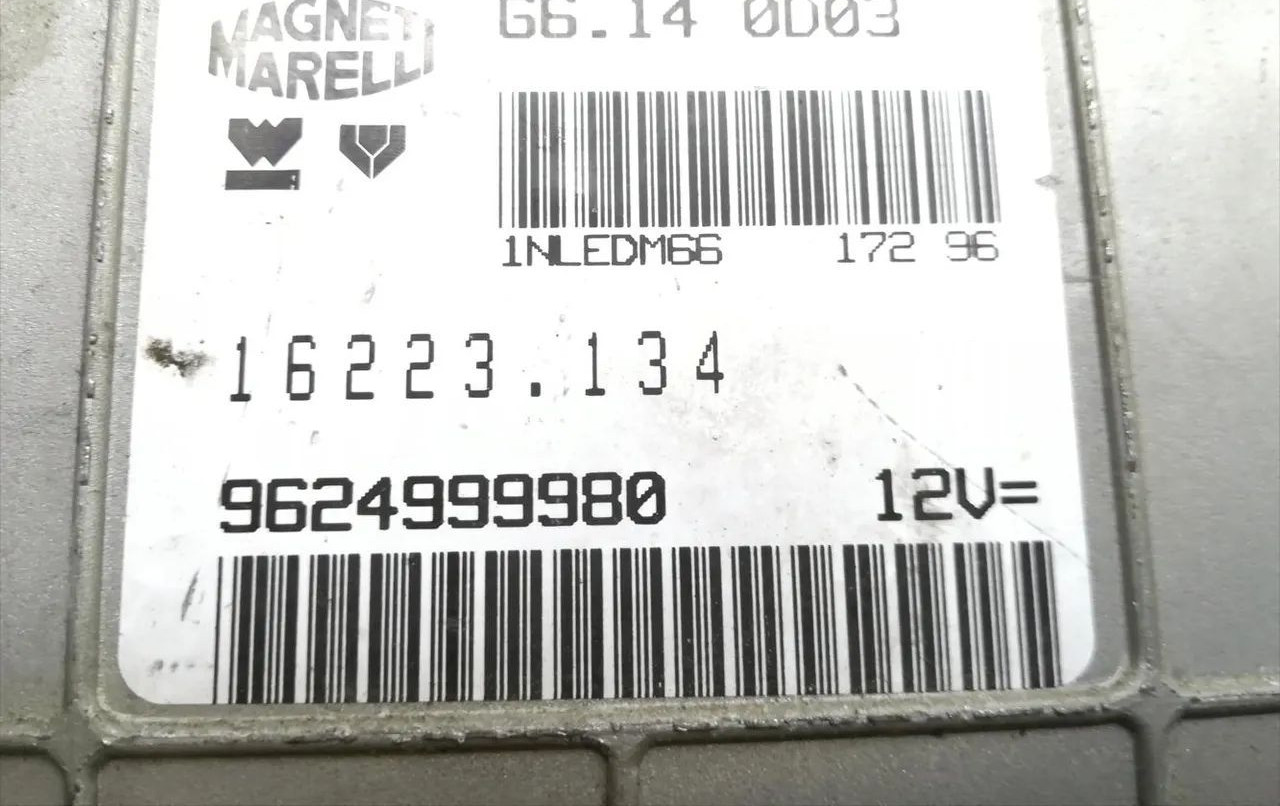 MAGNETI
MARELLI
G6.14 0D03
1NLEDM66 172 96
16223.134
9624999980 12V=